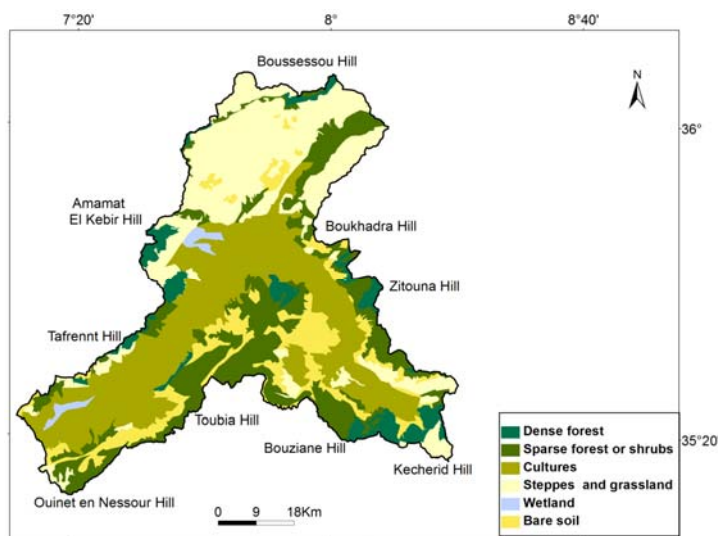 7°20' 8° 8°40'
Boussessou Hill
N
36°
Amamat
El Kebir Hill
Boukhadra Hill
Zitouna Hill
Tafrennt Hill
Toubia Hill
Bouziane Hill
35°20'
Kecherid Hill
Ouinet en Nessour Hill
0 9 18Km
Dense forest
Sparse forest or shrubs
Cultures
Steppes and grassland
Wetland
Bare soil